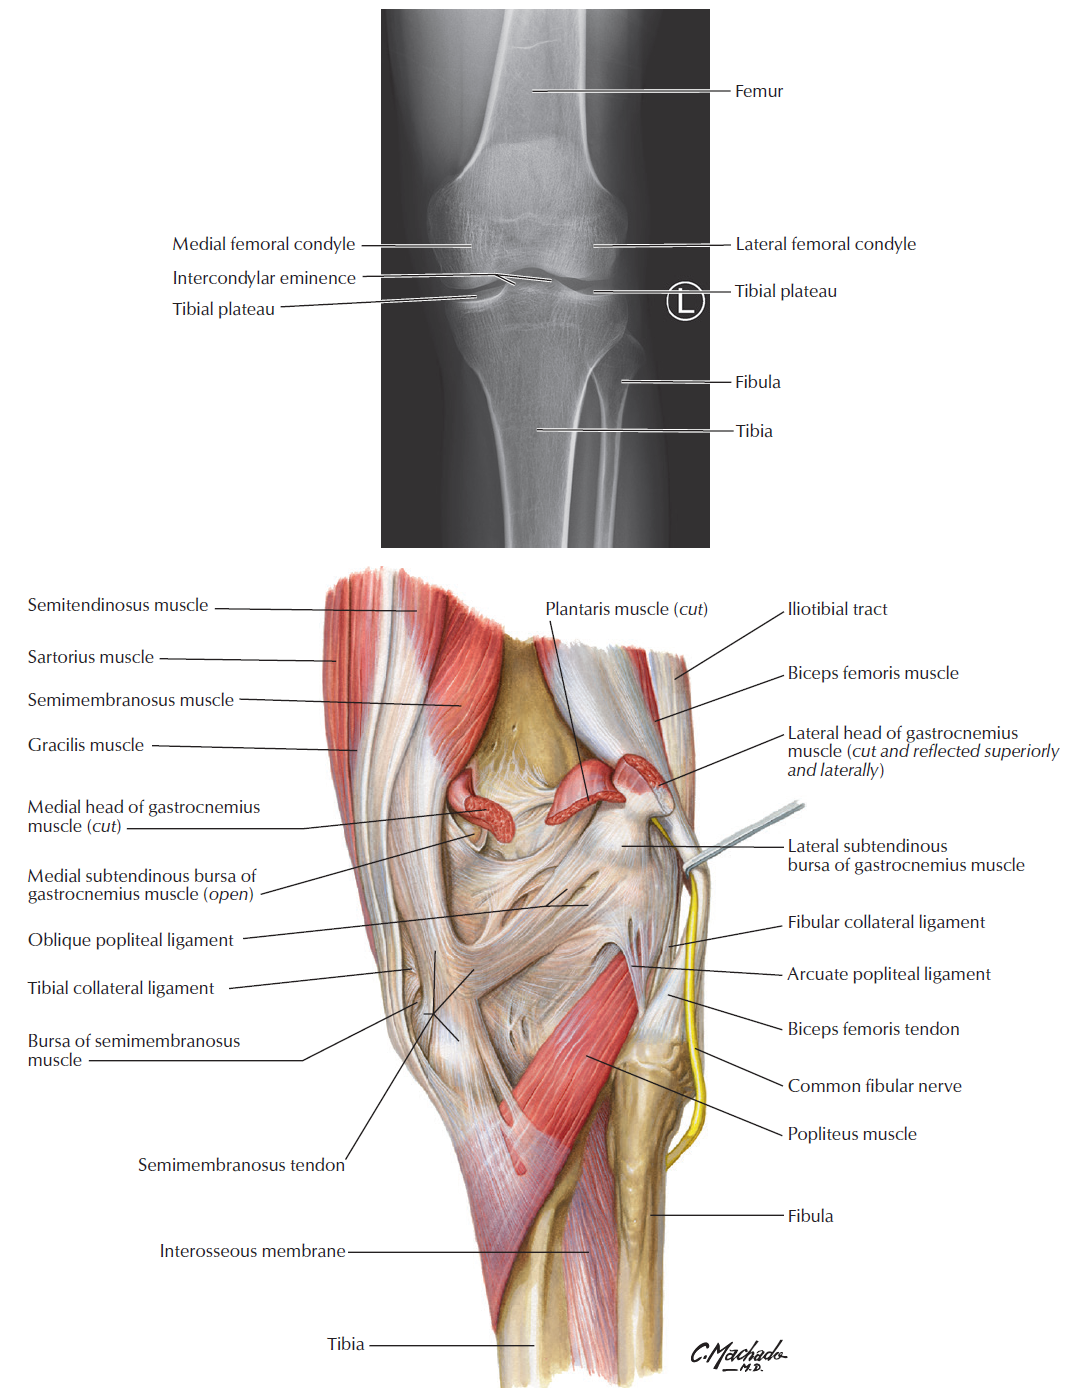 Femur
Medial femoral condyle
Lateral femoral condyle
Intercondylar eminence
Tibial plateau
Tibial plateau
L
Fibula
Tibia
Semitendinosus muscle
Plantaris muscle (cut)
Iliotibial tract
Sartorius muscle
Biceps femoris muscle
Semimembranosus muscle
Gracilis muscle
Lateral head of gastrocnemius
muscle (cut and reflected superiorly
and laterally)
Medial head of gastrocnemius
muscle (cut)
Lateral subtendinous
bursa of gastrocnemius muscle
Medial subtendinous bursa of
gastrocnemius muscle (open)
Fibular collateral ligament
Oblique popliteal ligament
Arcuate popliteal ligament
Tibial collateral ligament
Biceps femoris tendon
Bursa of semimembranosus
muscle
Common fibular nerve
Popliteus muscle
Semimembranosus tendon
Fibula
Interosseous membrane
Tibia
C. Machado
M.D.